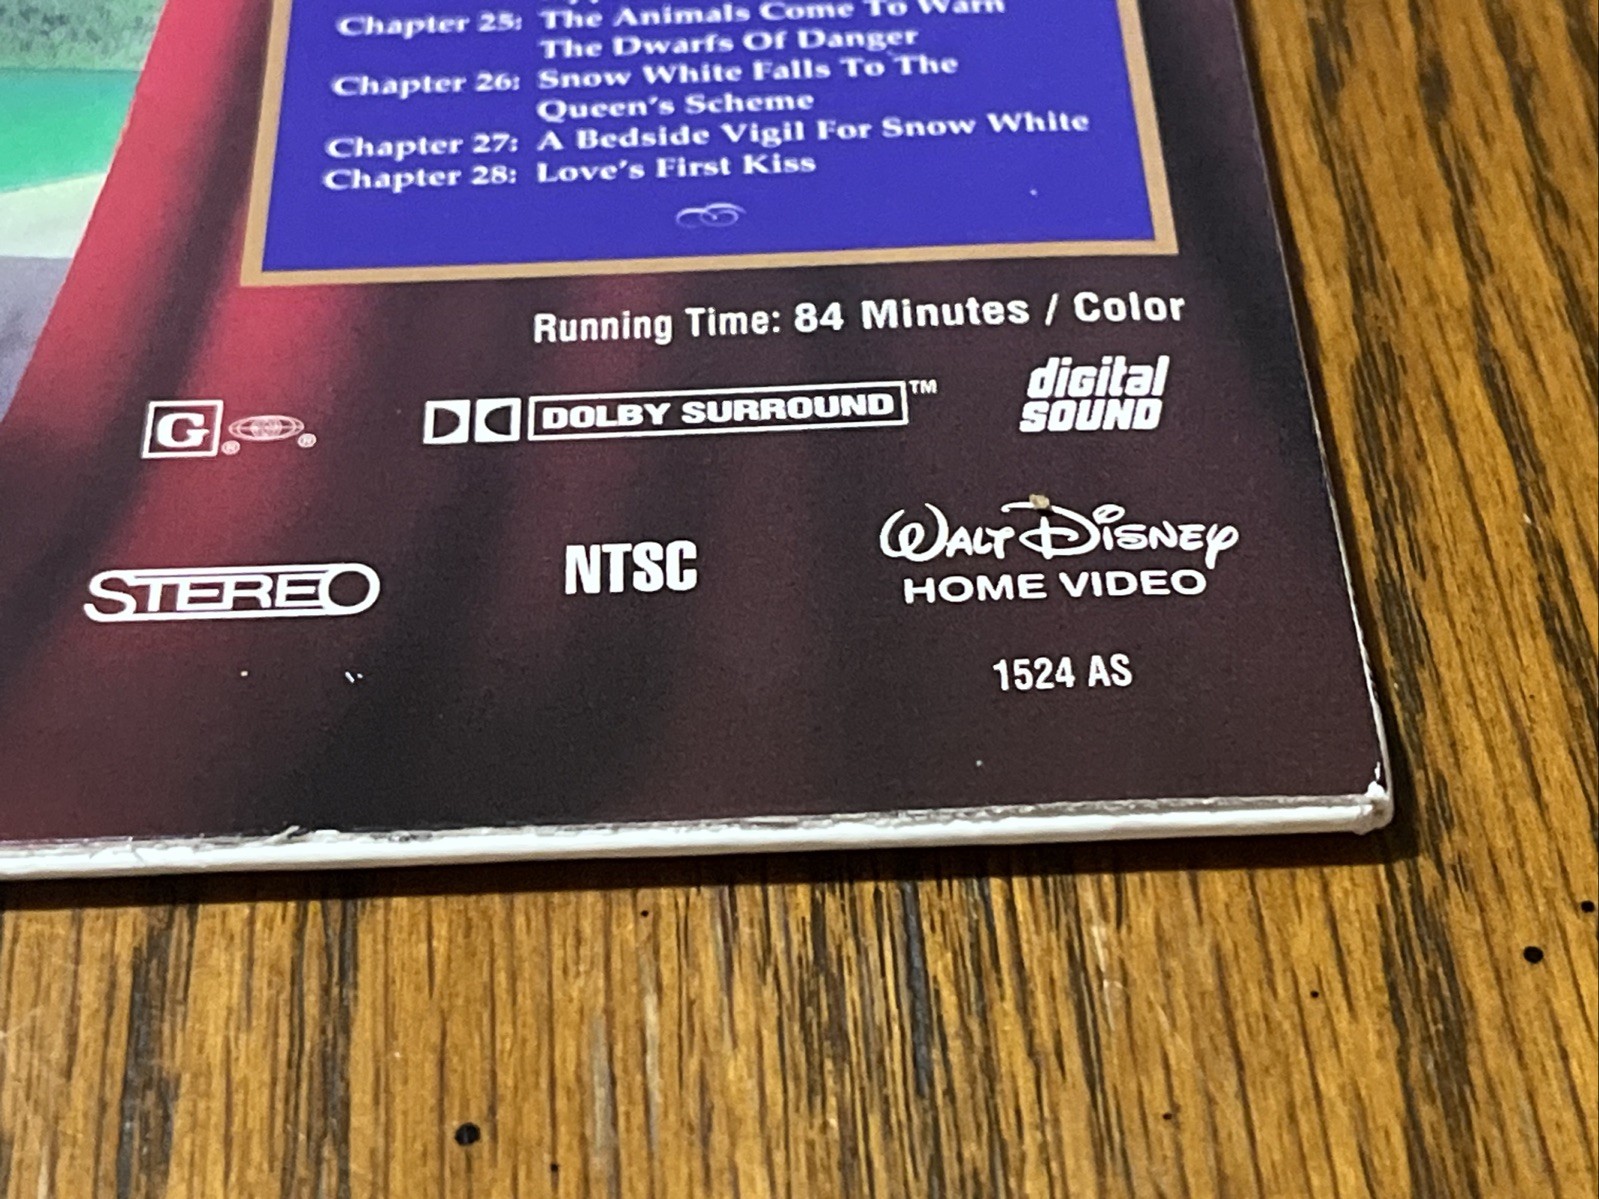 Chapter 25: The Animals Come To Warn
The Dwarfs Of Danger
Chapter 26: Snow White Falls To The
Queen's Scheme
Chapter 27: A Bedside Vigil For Snow White
Chapter 28: Love's First Kiss
Running Time: 84 Minutes / Color
G® ®
DOLBY SURROUND™
digital
SOUND
STEREO
NTSC
WALT DISNEY
HOME VIDEO
1524 AS